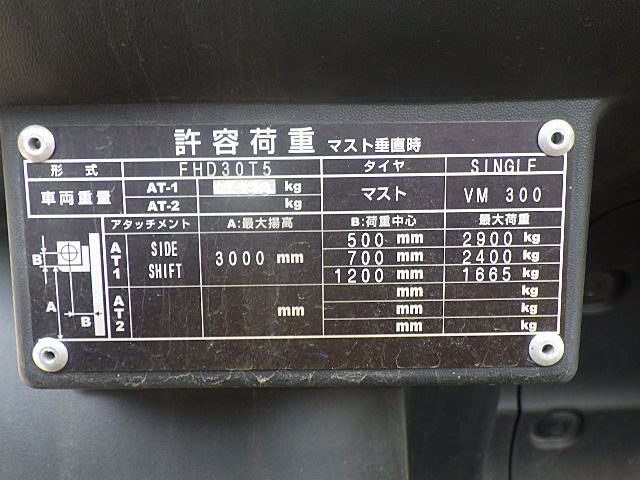 許容荷重 マスト垂直時
形式 FHD30T5 タイヤ SINGLE
車両重量 AT-1 kg マスト VM 300
AT-2 kg
アタッチメント A:最大揚高 B:荷重中心 最大荷重
AT1 SIDE SHIFT 3000 mm 500 mm 2900 kg
700 mm 2400 kg
1200 mm 1665 kg
AT2 mm mm kg
mm kg
mm kg
B
A
B